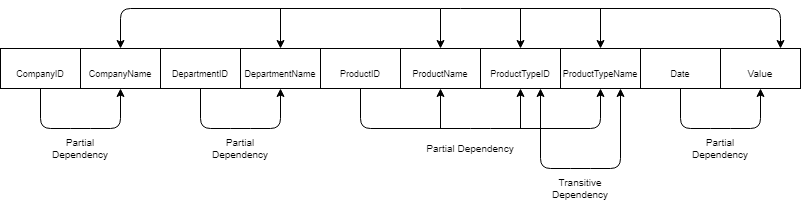 CompanyID CompanyName DepartmentID DepartmentName ProductID ProductName ProductTypeID ProductTypeName Date Value
Partial
Dependency
Partial
Dependency
Partial Dependency
Partial
Dependency
Transitive
Dependency